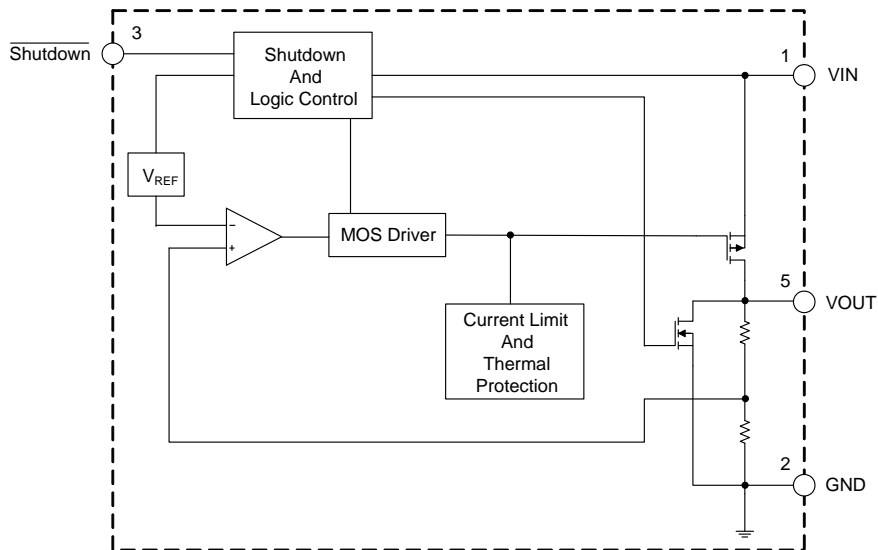 3
Shutdown
Shutdown
And
Logic Control
1
VIN
VREF
−
+
MOS Driver
5
VOUT
Current Limit
And
Thermal
Protection
2
GND